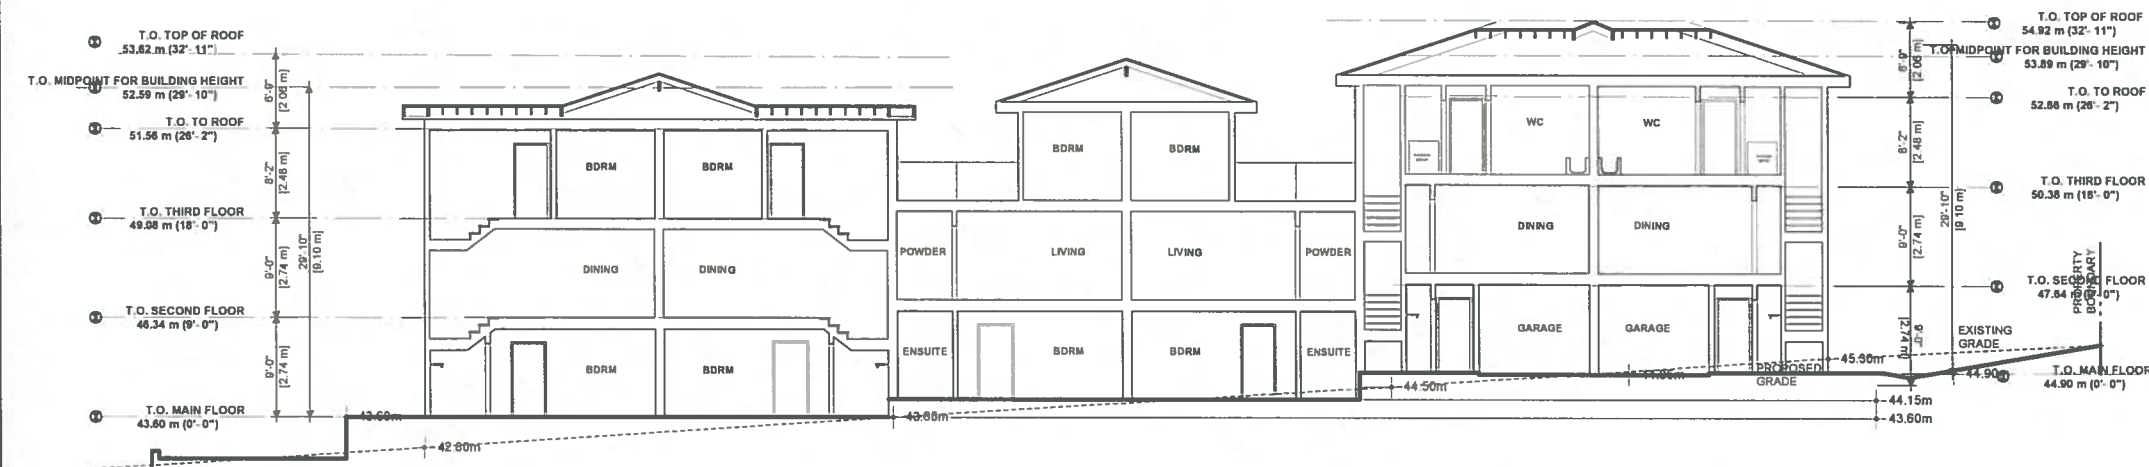 T.O. TOP OF ROOF
53.62 m (32'- 11")
T.O. MIDPOINT FOR BUILDING HEIGHT
52.59 m (29'- 10")
T.O. TO ROOF
51.56 m (26'- 2")
T.O. THIRD FLOOR
49.08 m (18'- 0")
T.O. SECOND FLOOR
46.34 m (9'- 0")
T.O. MAIN FLOOR
43.60 m (0'- 0")
6'-9"
[2.06 m]
8'-2"
[2.48 m]
9'-0"
[2.74 m]
9'-0"
[2.74 m]
29'-10"
[9.10 m]
BDRM
BDRM
DINING
DINING
BDRM
BDRM
BDRM
BDRM
POWDER
LIVING
LIVING
POWDER
ENSUITE
BDRM
BDRM
ENSUITE
WC
WC
DINING
DINING
GARAGE
GARAGE
43.60m
42.80m
44.50m
45.30m
PROPOSED
GRADE
44.90
44.15m
43.60m
EXISTING
GRADE
PROPERTY
BOUNDARY
6'-9"
[2.06 m]
8'-2"
[2.48 m]
9'-0"
[2.74 m]
9'-0"
[2.74 m]
29'-10"
[9.10 m]
T.O. TOP OF ROOF
54.92 m (32'- 11")
T.O. MIDPOINT FOR BUILDING HEIGHT
53.89 m (29'- 10")
T.O. TO ROOF
52.86 m (26'- 2")
T.O. THIRD FLOOR
50.38 m (18'- 0")
T.O. SECOND FLOOR
47.64 m (9'-0")
T.O. MAIN FLOOR
44.90 m (0'- 0")